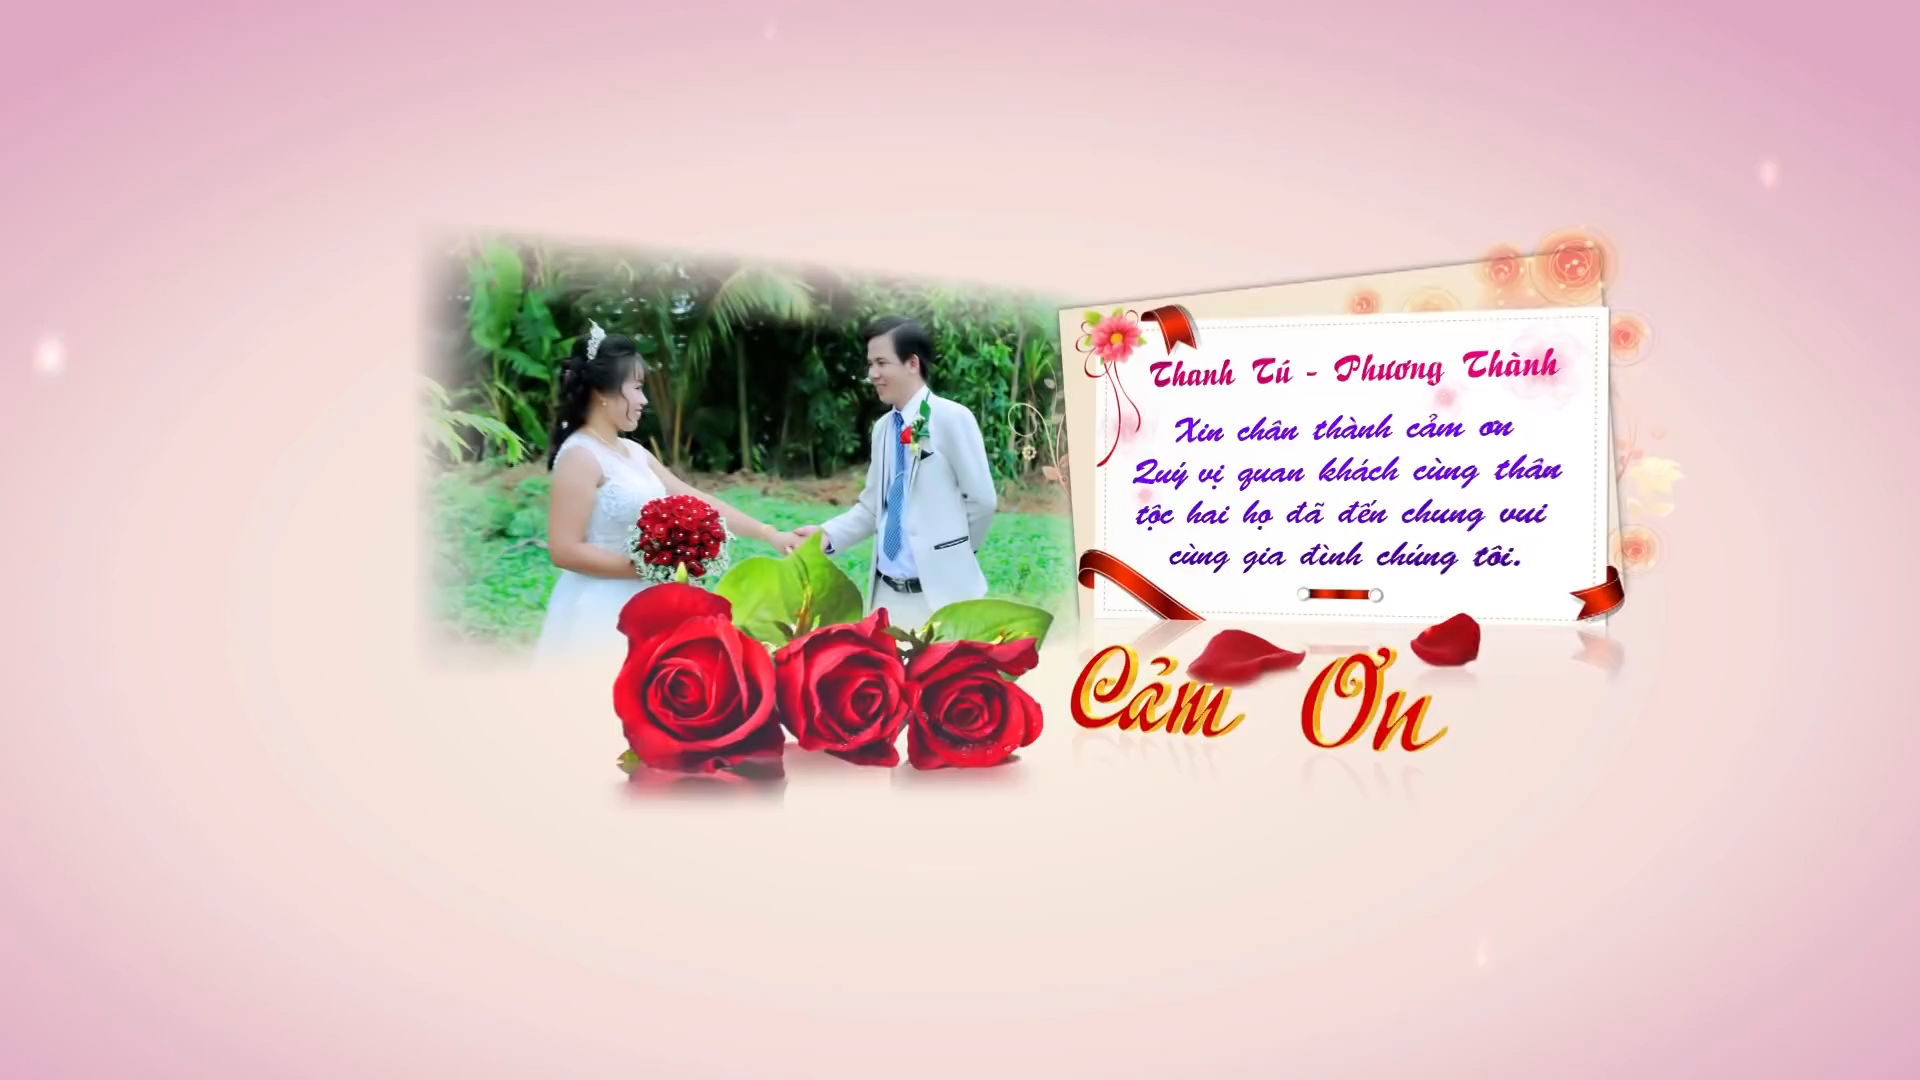 Thanh Tú - Phương Thành
Xin chân thành cảm ơn
Quý vị quan khách cùng thân
tộc hai họ đã đến chung vui
cùng gia đình chúng tôi.
Cảm Ơn